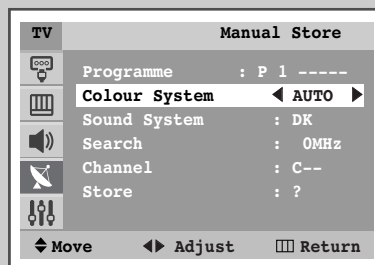 TV Manual Store
Programme : P 1 -----
Colour System ◀ AUTO ▶
Sound System : DK
Search : 0MHz
Channel : C--
Store : ?
Move Adjust Return